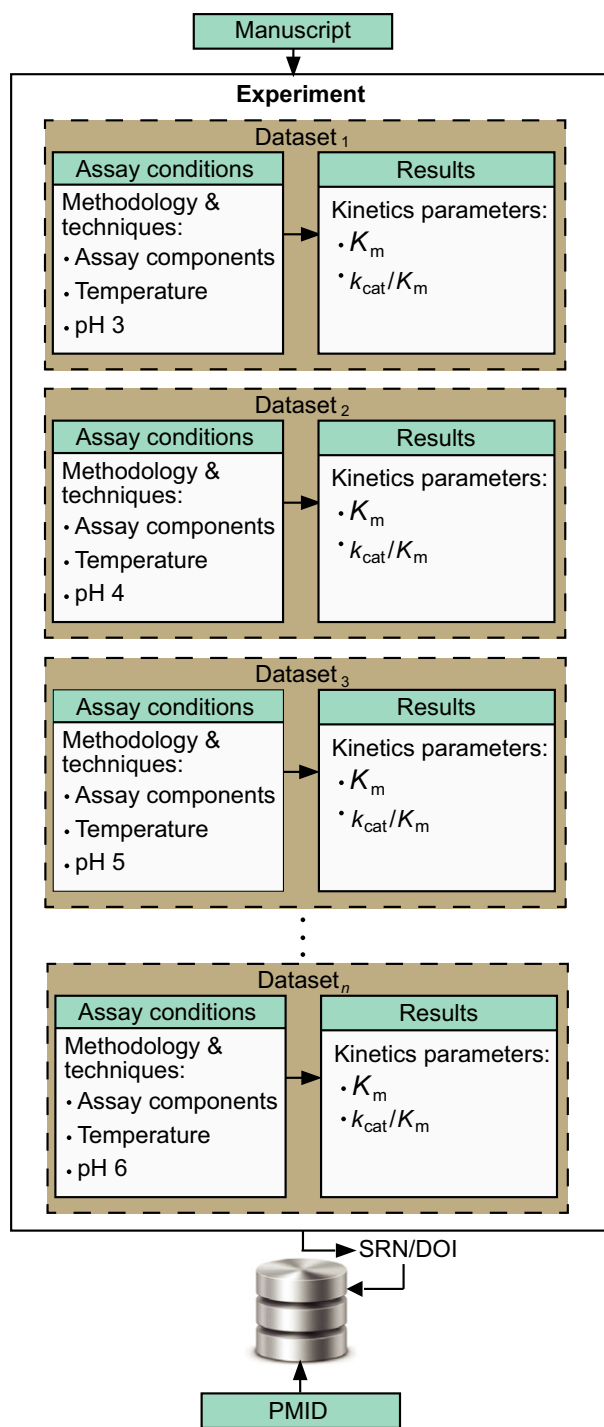 Manuscript
Experiment
Dataset 1
Assay conditions
Methodology &
techniques:
• Assay components
• Temperature
• pH 3
Results
Kinetics parameters:
• Km
• kcat/Km
Dataset 2
Assay conditions
Methodology &
techniques:
• Assay components
• Temperature
• pH 4
Results
Kinetics parameters:
• Km
• kcat/Km
Dataset 3
Assay conditions
Methodology &
techniques:
• Assay components
• Temperature
• pH 5
Results
Kinetics parameters:
• Km
• kcat/Km
Datasetn
Assay conditions
Methodology &
techniques:
• Assay components
• Temperature
• pH 6
Results
Kinetics parameters:
• Km
• kcat/Km
SRN/DOI
PMID